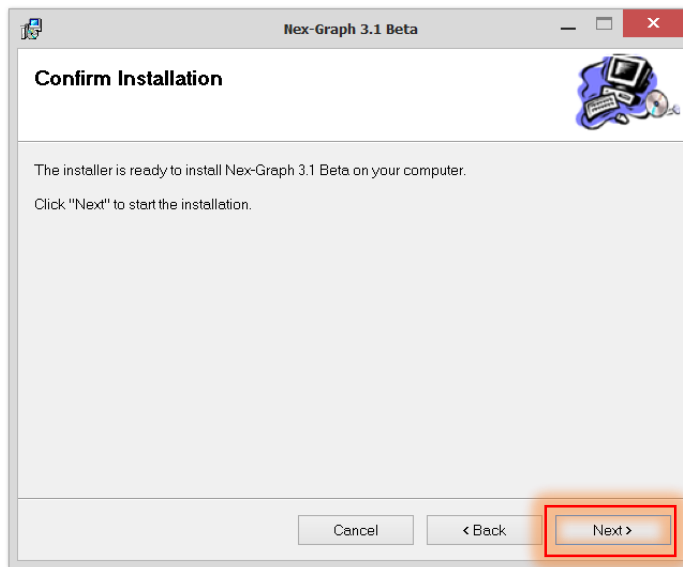 Nex-Graph 3.1 Beta
Confirm Installation
The installer is ready to install Nex-Graph 3.1 Beta on your computer.
Click "Next" to start the installation.
Cancel
< Back
Next >